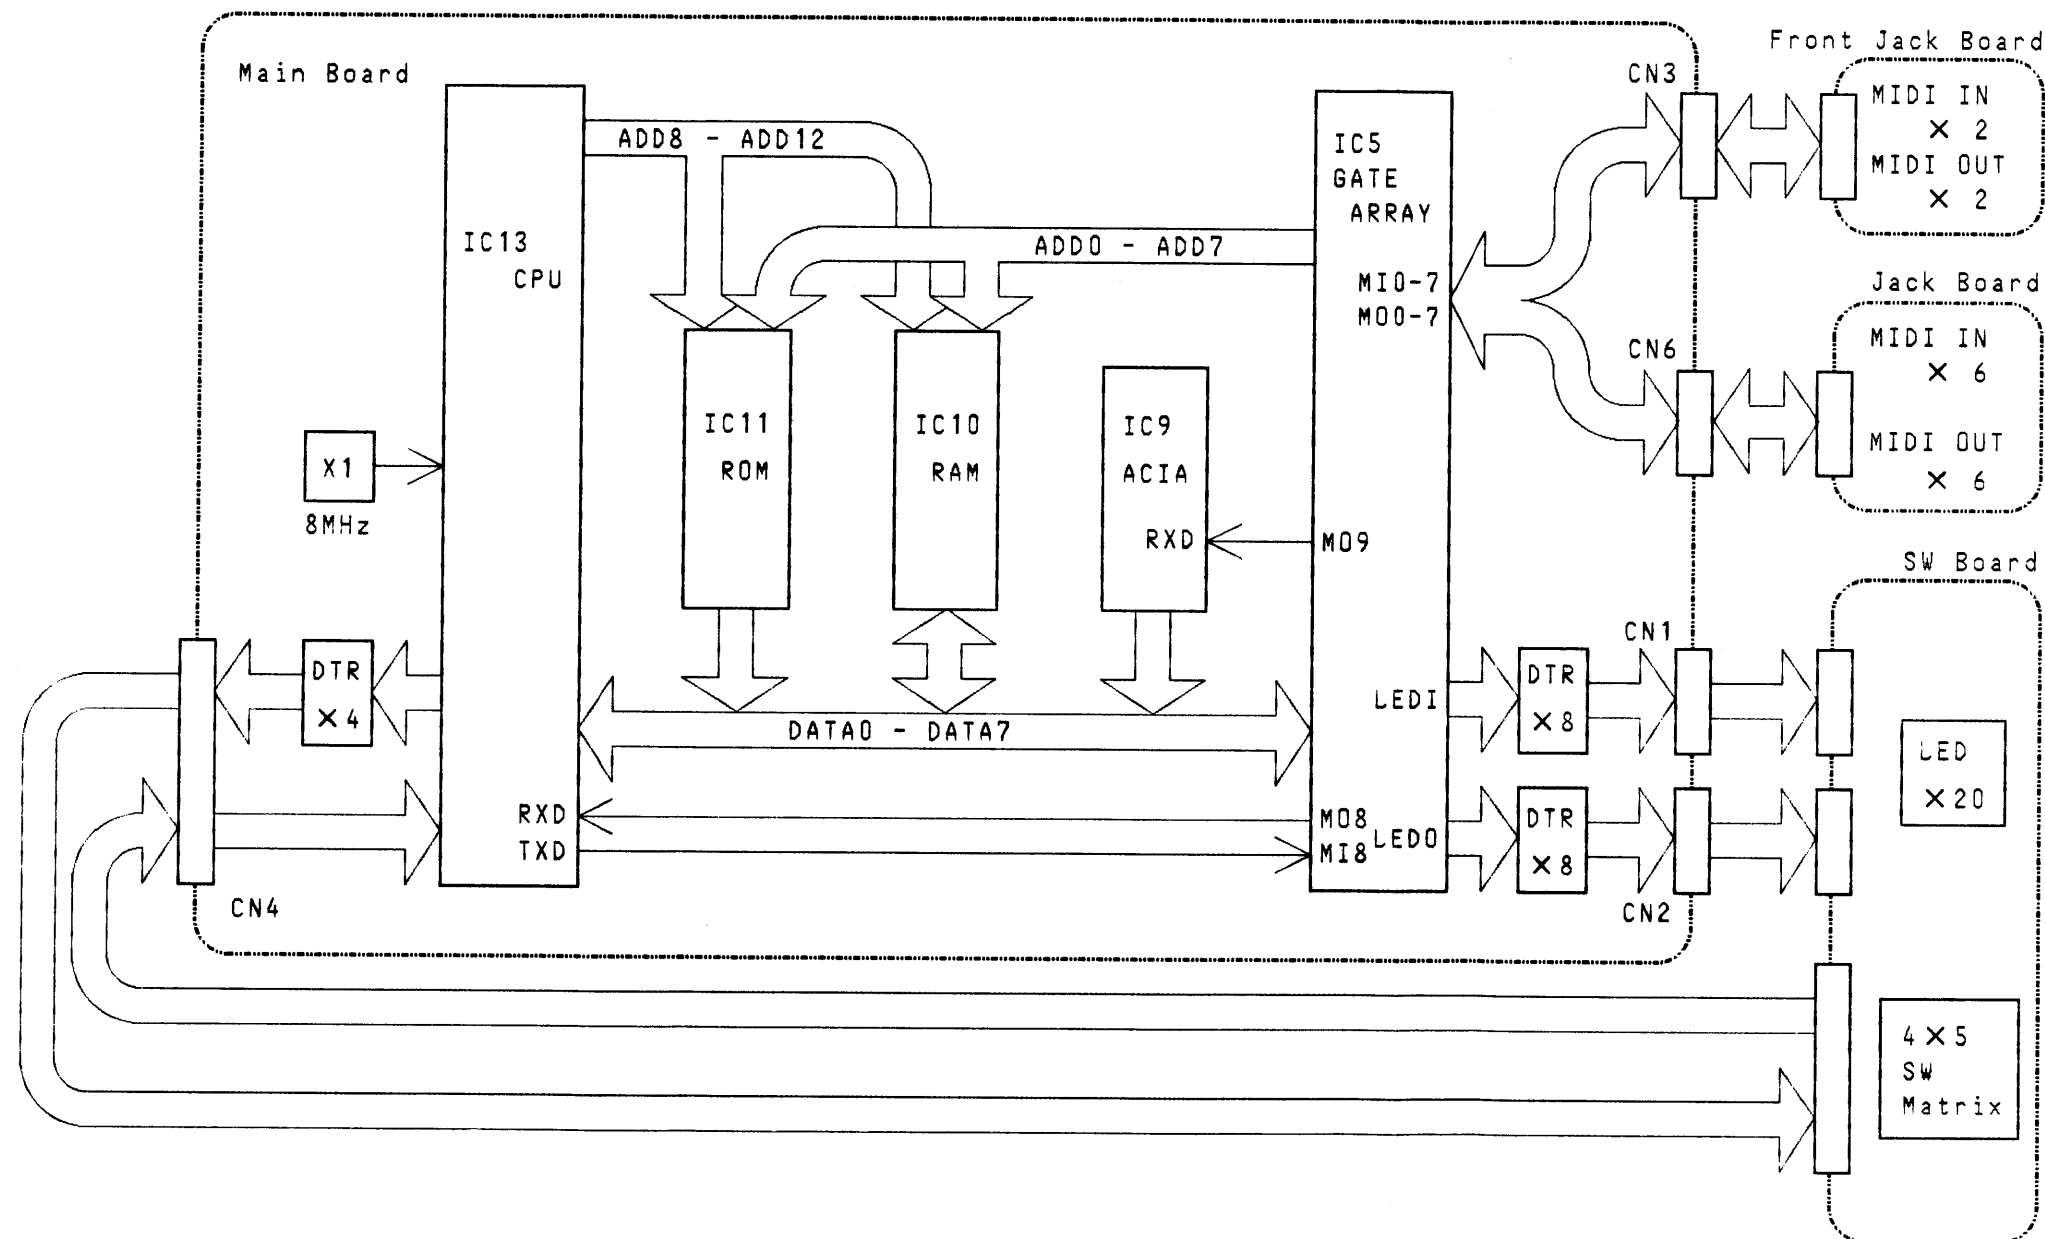 Main Board
Front Jack Board
CN3
MIDI IN
× 2
MIDI OUT
× 2
ADD8 - ADD12
IC5
GATE
ARRAY
IC13
CPU
ADD0 - ADD7
MI0-7
MO0-7
Jack Board
CN6
MIDI IN
× 6
MIDI OUT
× 6
IC11
ROM
IC10
RAM
IC9
ACIA
RXD
MO9
X1
8MHz
SW Board
CN1
DTR
×4
LEDI
DTR
×8
DATA0 - DATA7
LED
×20
RXD
TXD
MO8
MI8
LEDO
DTR
×8
CN4
CN2
4×5
SW
Matrix